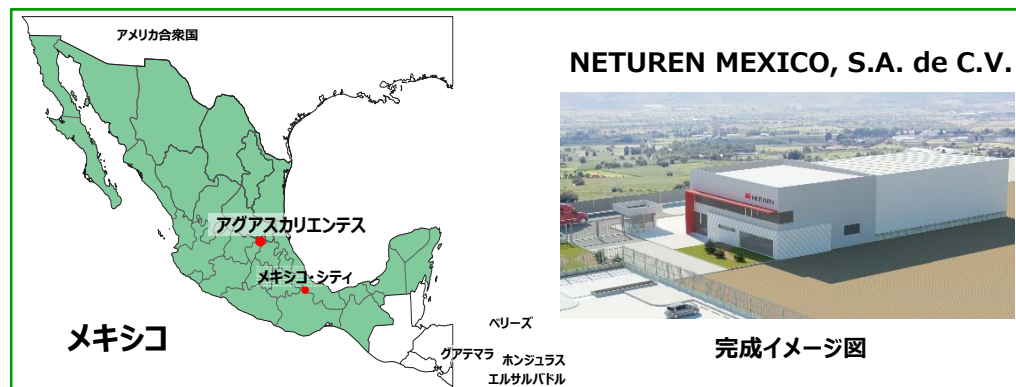 アメリカ合衆国
アグアスカリエンテス
メキシコ・シティ
メキシコ
ベリーズ
グアテマラ
ホンジュラス
エルサルバドル
NETUREN MEXICO, S.A. de C.V.
完成イメージ図